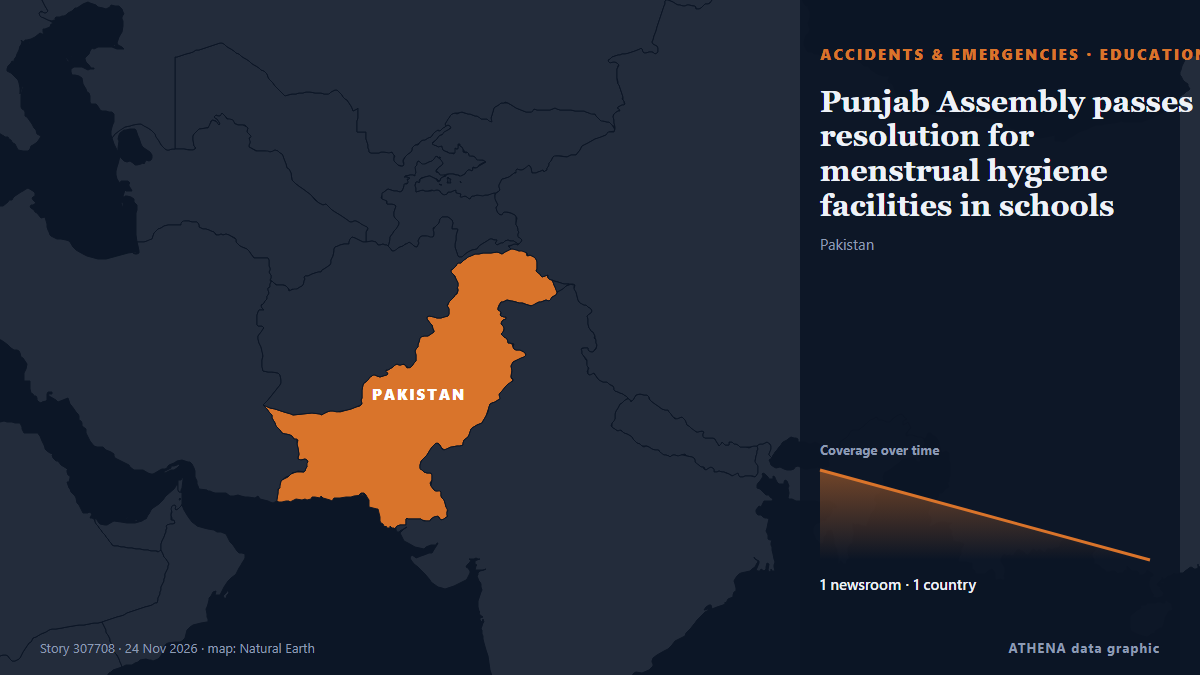 ACCIDENTS & EMERGENCIES · EDUCATION
Punjab Assembly passes
resolution for
menstrual hygiene
facilities in schools
Pakistan
PAKISTAN
Coverage over time
1 newsroom · 1 country
Story 307708 · 24 Nov 2026 · map: Natural Earth
ATHENA data graphic